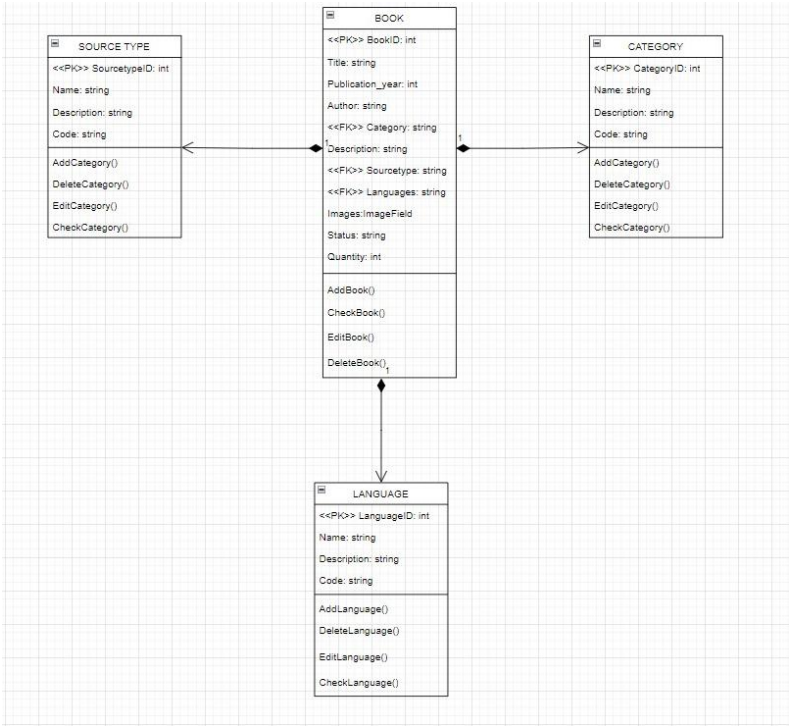 SOURCE TYPE
<<PK>> SourcetypeID: int
Name: string
Description: string
Code: string
AddCategory()
DeleteCategory()
EditCategory()
CheckCategory()
BOOK
<<PK>> BookID: int
Title: string
Publication_year: int
Author: string
<<FK>> Category: string
1
Description: string
<<FK>> Sourcetype: string
<<FK>> Languages: string
Images:ImageField
Status: string
Quantity: int
AddBook()
CheckBook()
EditBook()
DeleteBook()
1
1
CATEGORY
<<PK>> CategoryID: int
Name: string
Description: string
Code: string
AddCategory()
DeleteCategory()
EditCategory()
CheckCategory()
LANGUAGE
<<PK>> LanguageID: int
Name: string
Description: string
Code: string
AddLanguage()
DeleteLanguage()
EditLanguage()
CheckLanguage()